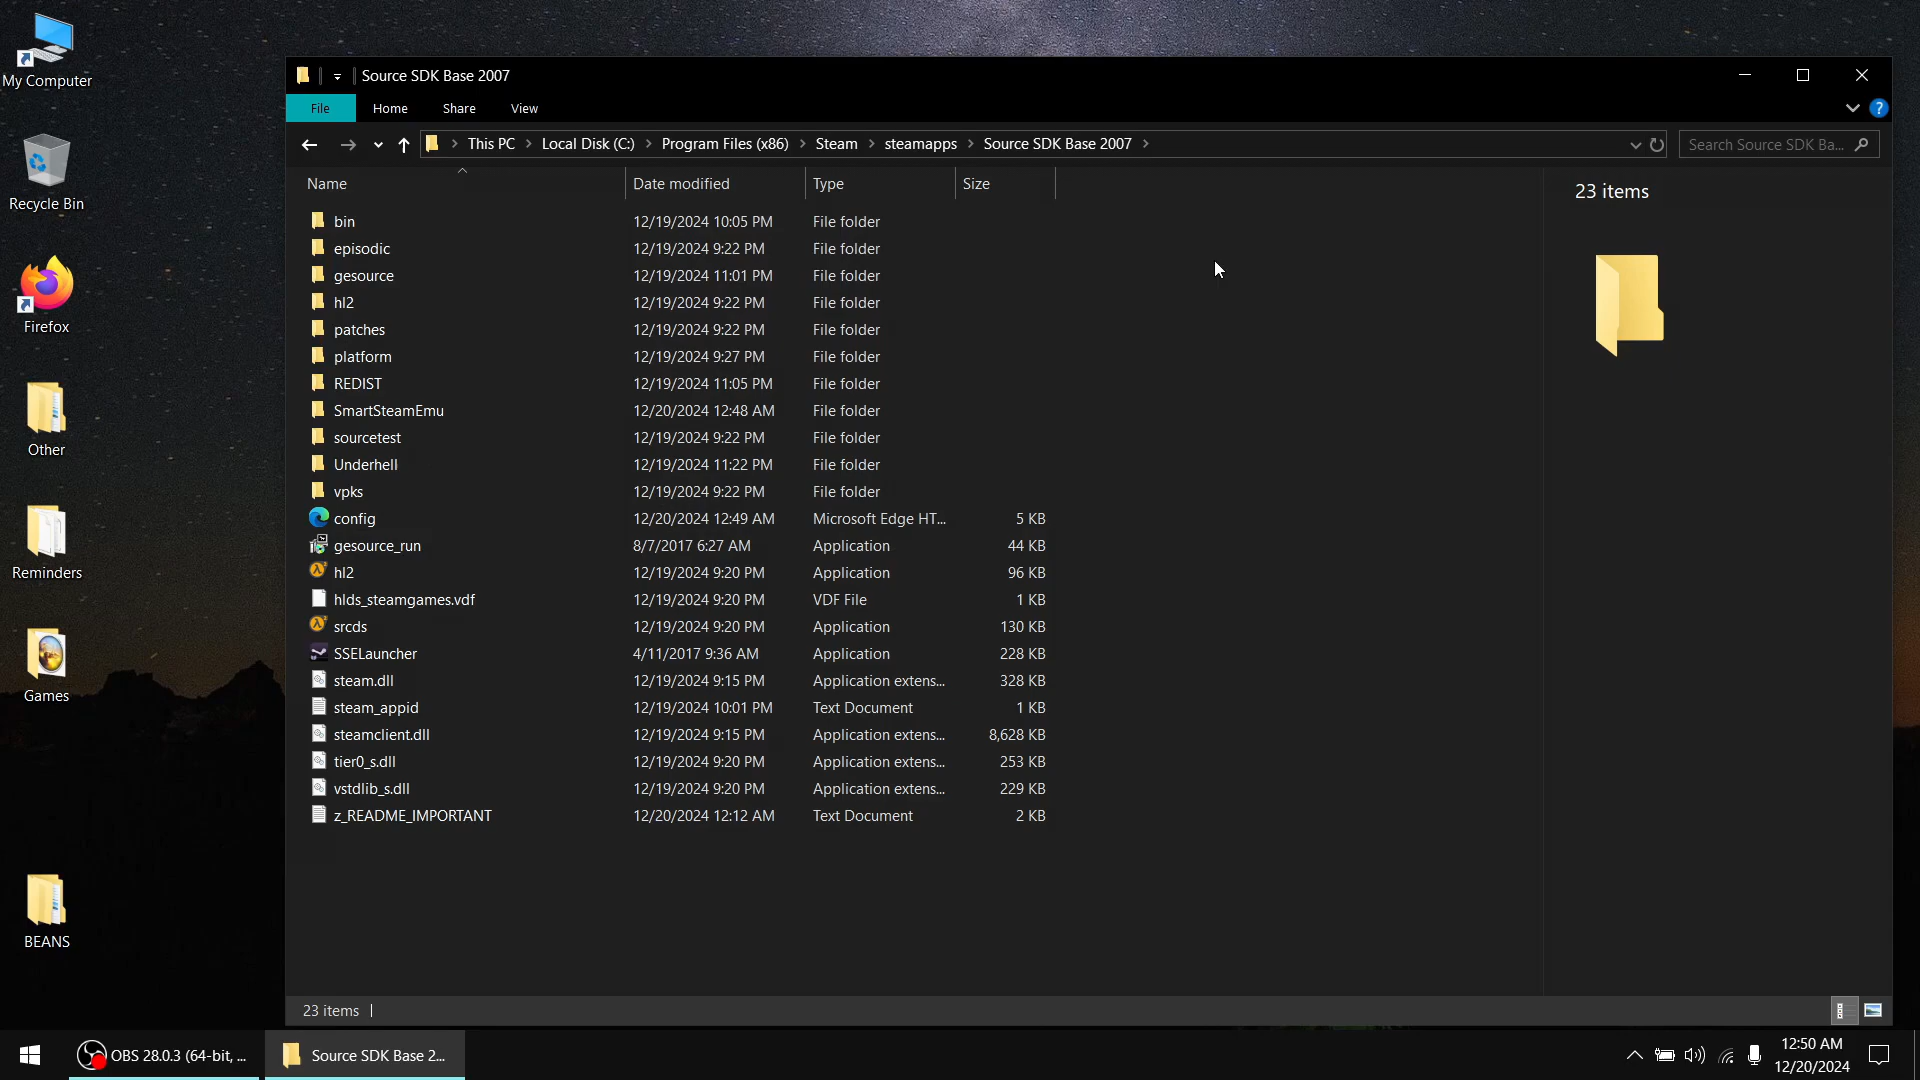 My Computer
Recycle Bin
Firefox
Other
Reminders
Games
BEANS
Source SDK Base 2007
File Home Share View
This PC Local Disk (C:) Program Files (x86) Steam steamapps Source SDK Base 2007
Search Source SDK Ba...
Name Date modified Type Size
bin 12/19/2024 10:05 PM File folder
episodic 12/19/2024 9:22 PM File folder
gesource 12/19/2024 11:01 PM File folder
hl2 12/19/2024 9:22 PM File folder
patches 12/19/2024 9:22 PM File folder
platform 12/19/2024 9:27 PM File folder
REDIST 12/19/2024 11:05 PM File folder
SmartSteamEmu 12/20/2024 12:48 AM File folder
sourcetest 12/19/2024 9:22 PM File folder
Underhell 12/19/2024 11:22 PM File folder
vpks 12/19/2024 9:22 PM File folder
config 12/20/2024 12:49 AM Microsoft Edge HT... 5 KB
gesource_run 8/7/2017 6:27 AM Application 44 KB
hl2 12/19/2024 9:20 PM Application 96 KB
hlds_steamgames.vdf 12/19/2024 9:20 PM VDF File 1 KB
srcds 12/19/2024 9:20 PM Application 130 KB
SSELauncher 4/11/2017 9:36 AM Application 228 KB
steam.dll 12/19/2024 9:15 PM Application extens... 328 KB
steam_appid 12/19/2024 10:01 PM Text Document 1 KB
steamclient.dll 12/19/2024 9:15 PM Application extens... 8,628 KB
tier0_s.dll 12/19/2024 9:20 PM Application extens... 253 KB
vstdlib_s.dll 12/19/2024 9:20 PM Application extens... 229 KB
z_README_IMPORTANT 12/20/2024 12:12 AM Text Document 2 KB
23 items
23 items
OBS 28.0.3 (64-bit, ...
Source SDK Base 2...
12:50 AM
12/20/2024